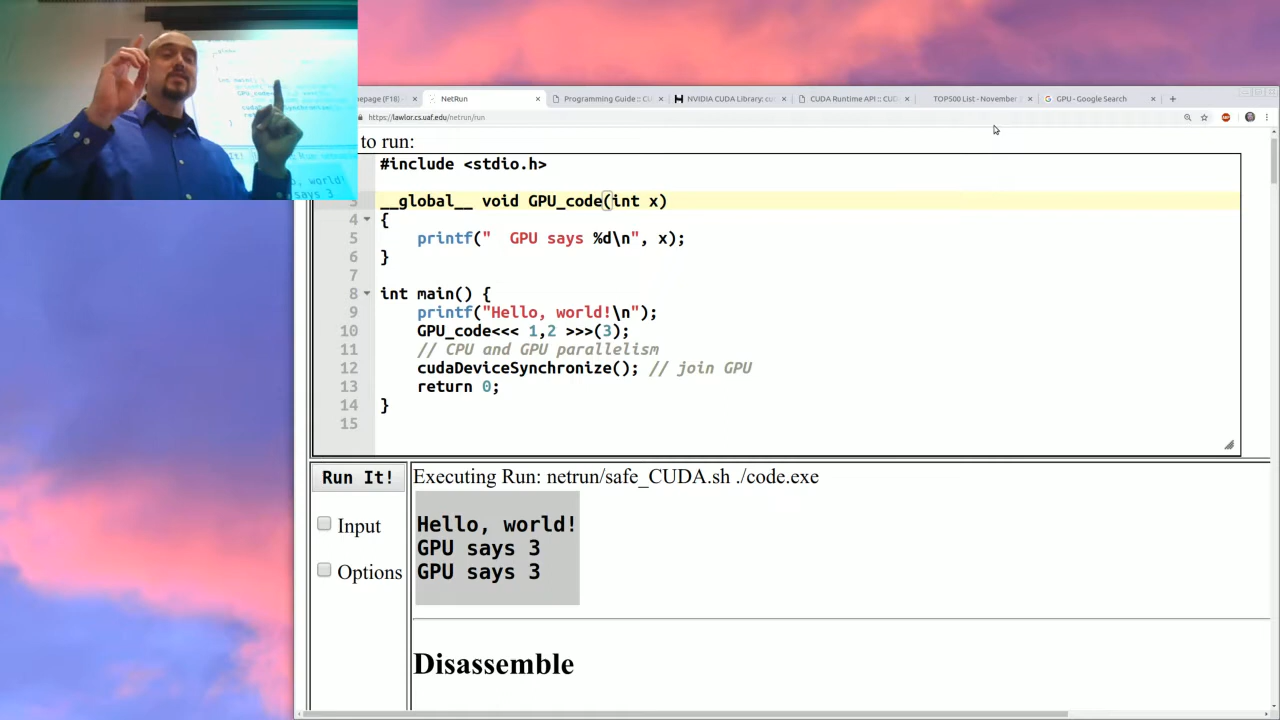 epage (F18) -
NetRun
Programming Guide :: C
NVIDIA CUDA Library: cu
CUDA Runtime API :: CUD
TOP500 List - November
GPU - Google Search
https://lawlor.cs.uaf.edu/netrun/run
to run:
#include <stdio.h>
3 __global__ void GPU_code(int x)
4 {
5 printf("  GPU says %d\n", x);
6 }
7
8 int main() {
9 printf("Hello, world!\n");
10 GPU_code<<< 1,2 >>>(3);
11 // CPU and GPU parallelism
12 cudaDeviceSynchronize(); // join GPU
13 return 0;
14 }
15
Run It!
Input
Options
Executing Run: netrun/safe_CUDA.sh ./code.exe
Hello, world!
GPU says 3
GPU says 3
Disassemble